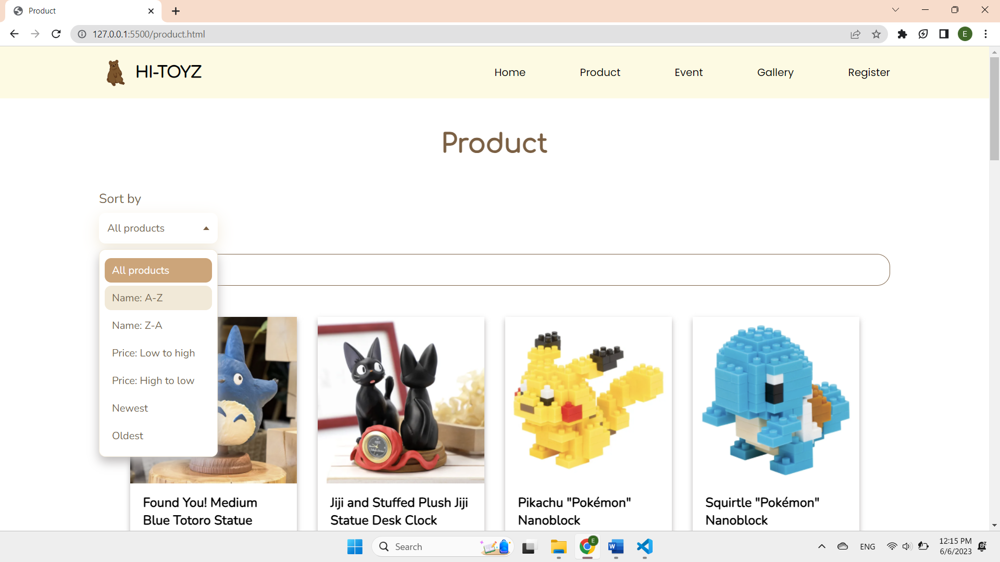 Product
127.0.0.1:5500/product.html
E
HI-TOYZ
Home
Product
Event
Gallery
Register
Product
Sort by
All products
All products
Name: A-Z
Name: Z-A
Price: Low to high
Price: High to low
Newest
Oldest
Found You! Medium
Blue Totoro Statue
Jiji and Stuffed Plush Jiji
Statue Desk Clock
Pikachu "Pokémon"
Nanoblock
Squirtle "Pokémon"
Nanoblock
Search
E
W
ENG
12:15 PM
6/6/2023